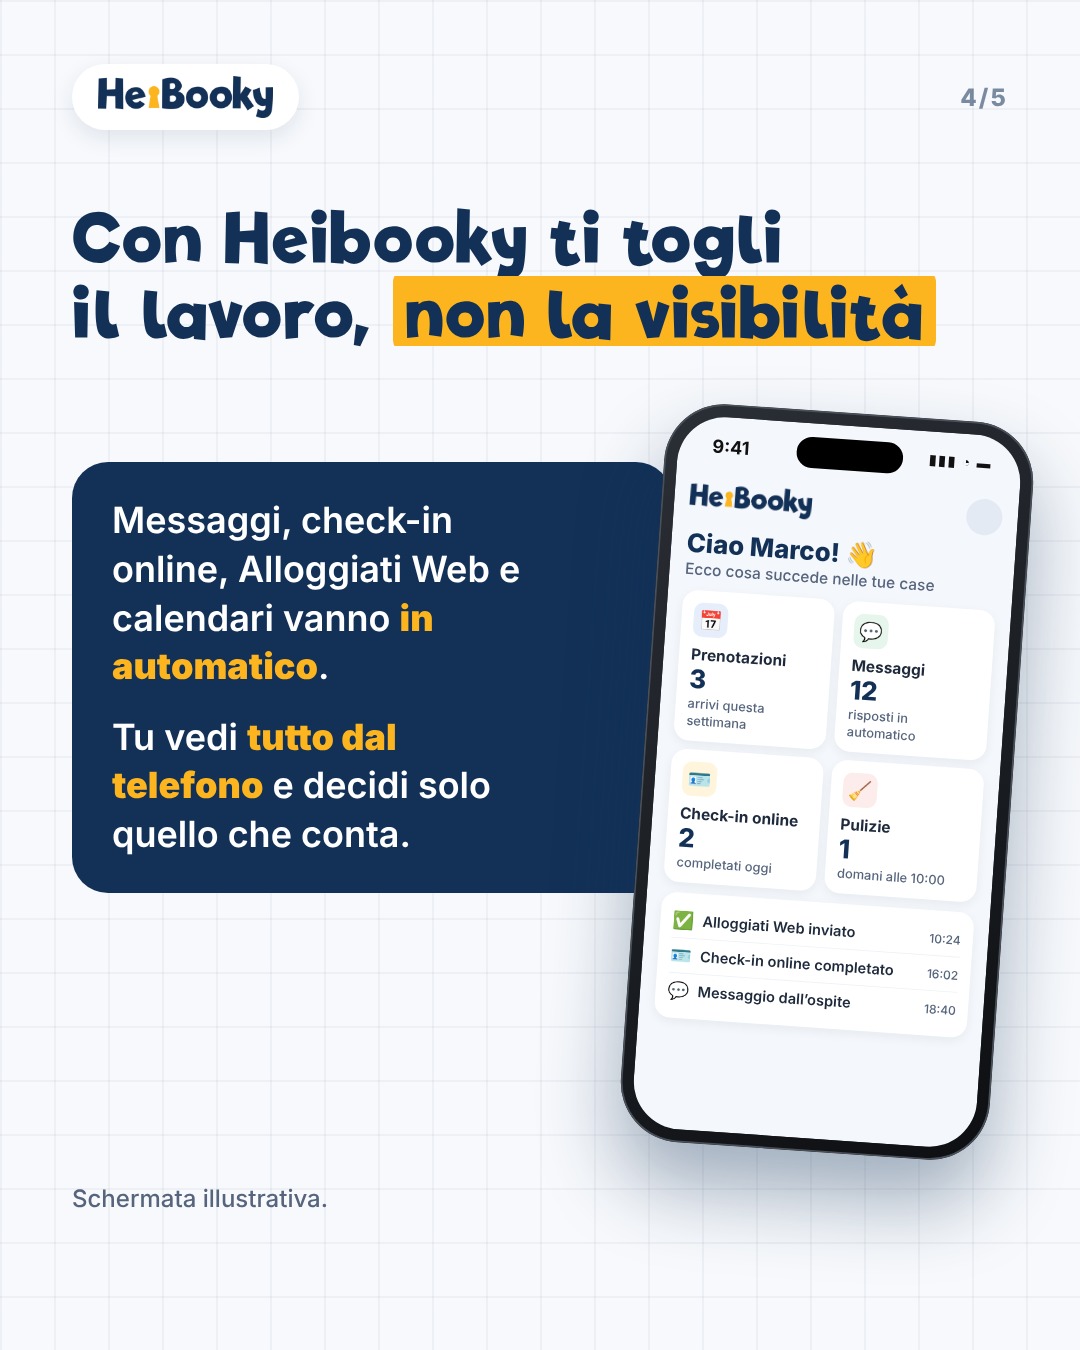 HeiBooky
4/5
Con Heibooky ti togli
il lavoro, non la visibilità
Messaggi, check-in
online, Alloggiati Web e
calendari vanno in
automatico.
Tu vedi tutto dal
telefono e decidi solo
quello che conta.
9:41
HeiBooky
Ciao Marco! 👋
Ecco cosa succede nelle tue case
Prenotazioni
3
arrivi questa
settimana
Messaggi
12
risposti in
automatico
Check-in online
2
completati oggi
Pulizie
1
domani alle 10:00
Alloggiati Web inviato 10:24
Check-in online completato 16:02
Messaggio dall’ospite 18:40
Schermata illustrativa.